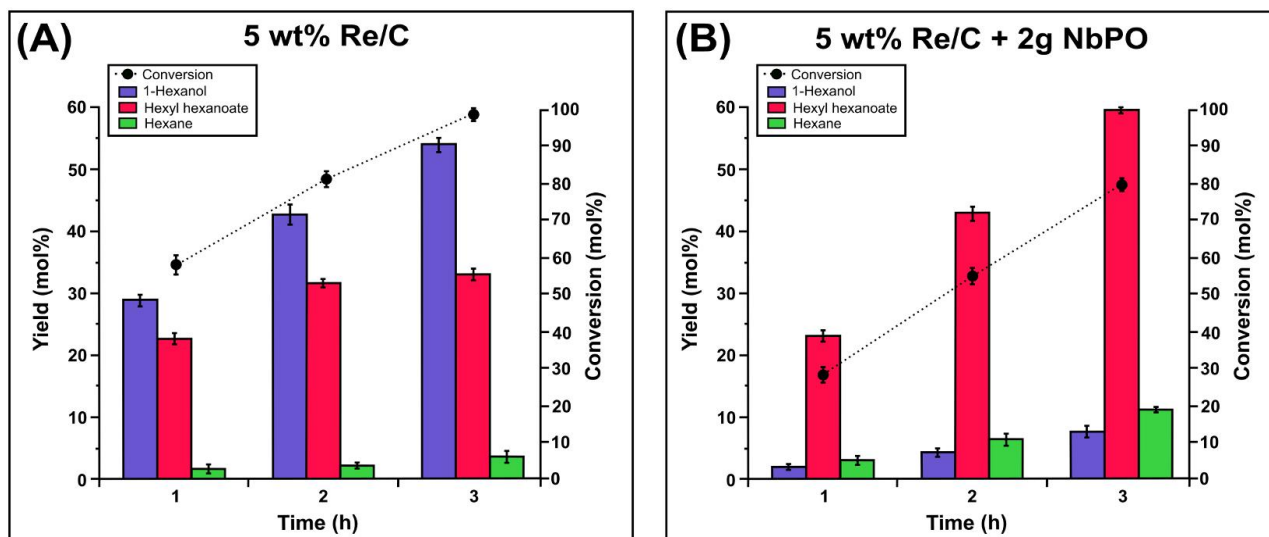 (A)
5 wt% Re/C
Conversion
1-Hexanol
Hexyl hexanoate
Hexane
Yield (mol%)
60
50
40
30
20
10
0
100
90
80
70
60
50
40
30
20
10
0
Conversion (mol%)
1 2 3
Time (h)
(B)
5 wt% Re/C + 2g NbPO
Conversion
1-Hexanol
Hexyl hexanoate
Hexane
Yield (mol%)
60
50
40
30
20
10
0
100
90
80
70
60
50
40
30
20
10
0
Conversion (mol%)
1 2 3
Time (h)